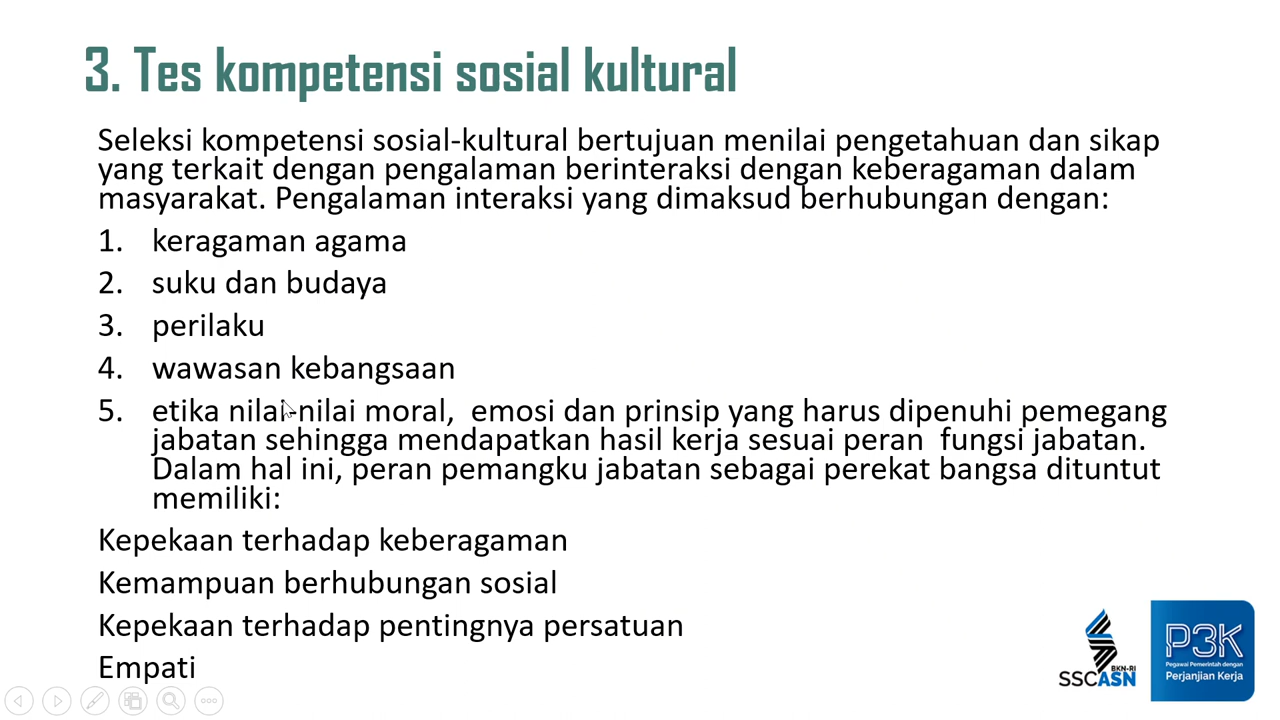 3. Tes kompetensi sosial kultural
Seleksi kompetensi sosial-kultural bertujuan menilai pengetahuan dan sikap
yang terkait dengan pengalaman berinteraksi dengan keberagaman dalam
masyarakat. Pengalaman interaksi yang dimaksud berhubungan dengan:
1. keragaman agama
2. suku dan budaya
3. perilaku
4. wawasan kebangsaan
5. etika nilai-nilai moral, emosi dan prinsip yang harus dipenuhi pemegang
jabatan sehingga mendapatkan hasil kerja sesuai peran fungsi jabatan.
Dalam hal ini, peran pemangku jabatan sebagai perekat bangsa dituntut
memiliki:
Kepekaan terhadap keberagaman
Kemampuan berhubungan sosial
Kepekaan terhadap pentingnya persatuan
Empati
BKN-RI
SSCASN
P3K
Pegawai Pemerintah dengan
Perjanjian Kerja